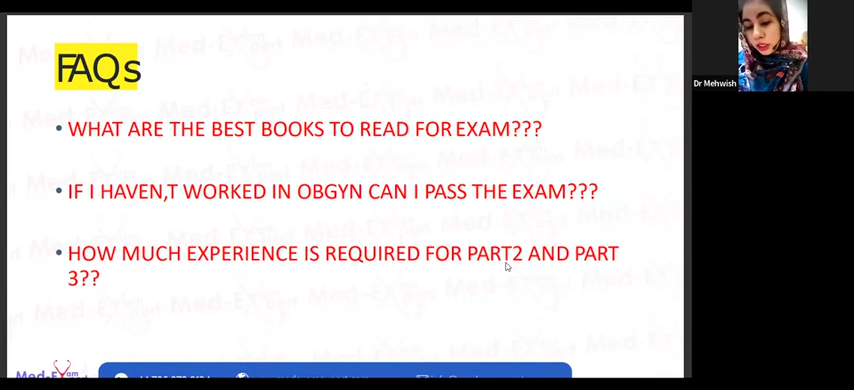 FAQs
• WHAT ARE THE BEST BOOKS TO READ FOR EXAM???
• IF I HAVEN,T WORKED IN OBGYN CAN I PASS THE EXAM???
• HOW MUCH EXPERIENCE IS REQUIRED FOR PART2 AND PART
3??
Dr Mehwish